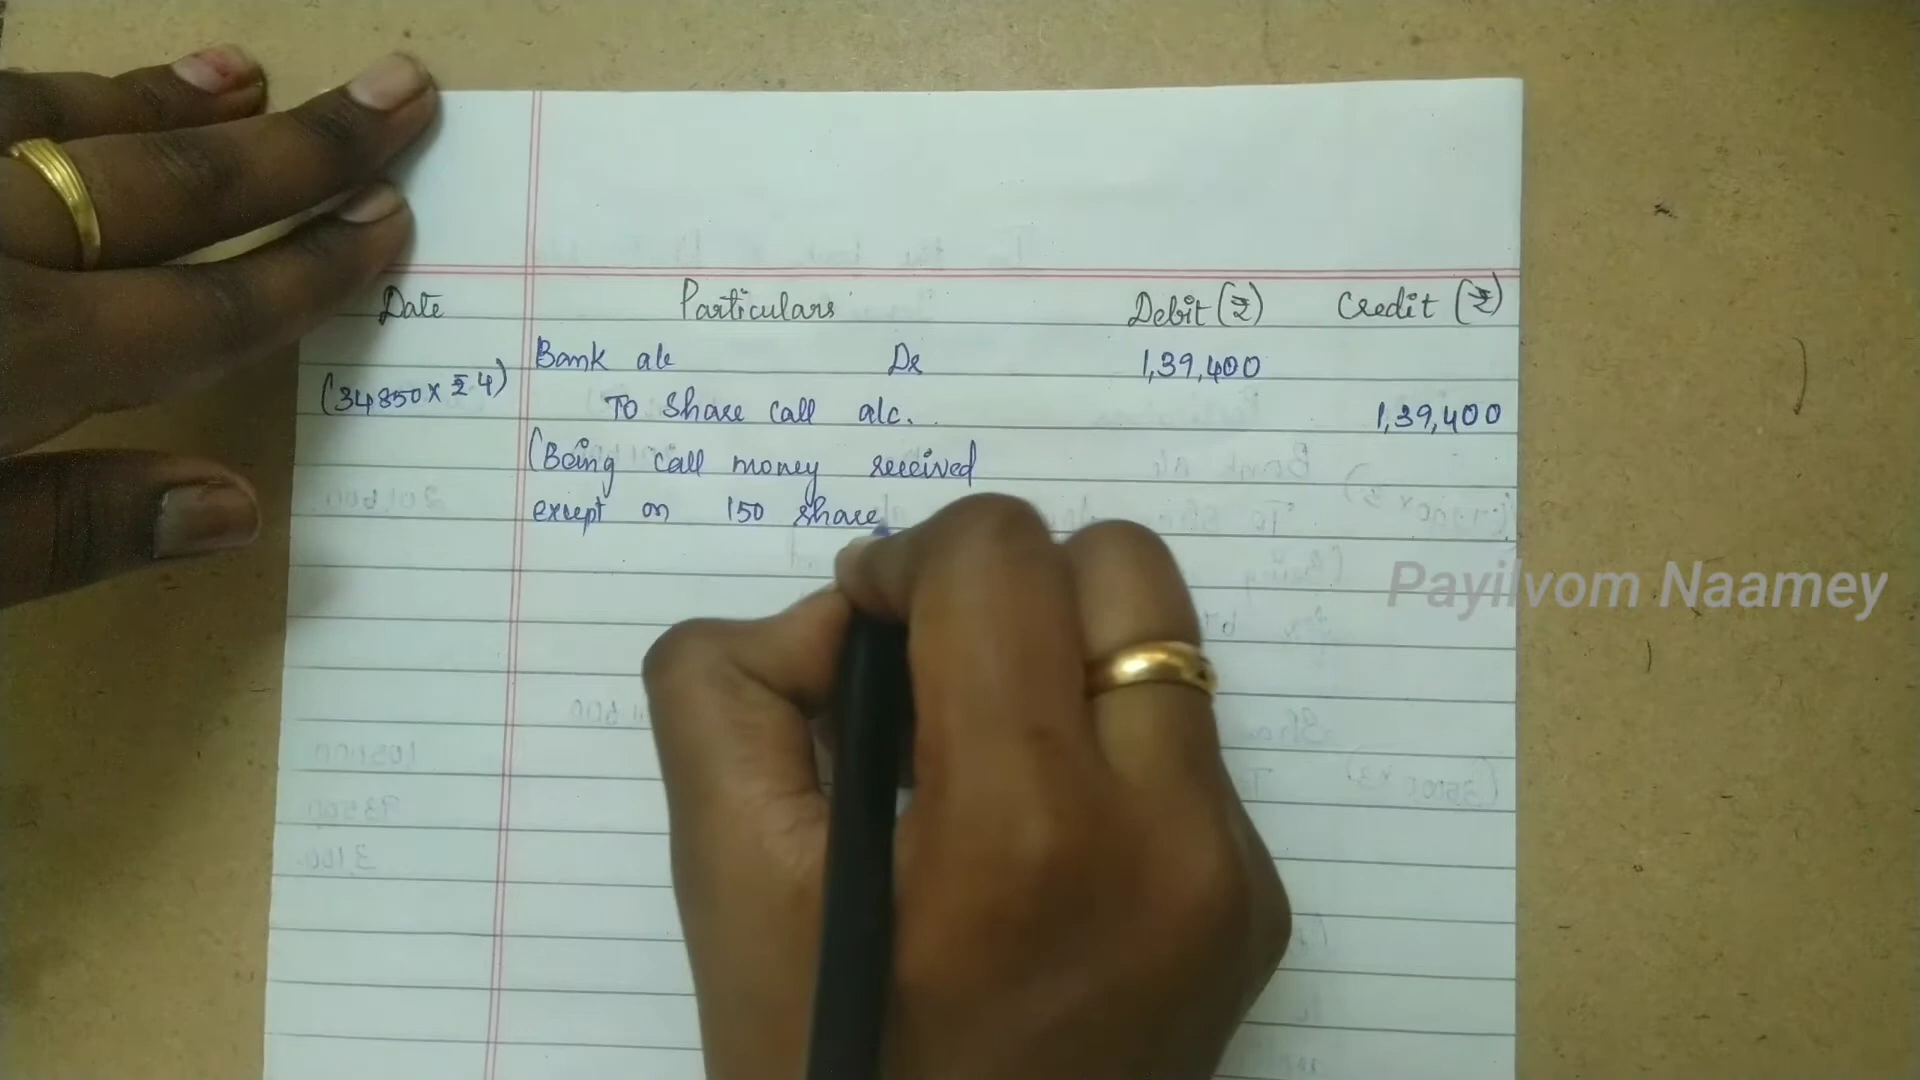 Date Particulars Debit (₹) Credit (₹)
Bank a/c Dr 1,39,400
(34850 x ₹ 4)
To Share call a/c. 1,39,400
(Being call money received
except on 150 share
Payilvom Naamey